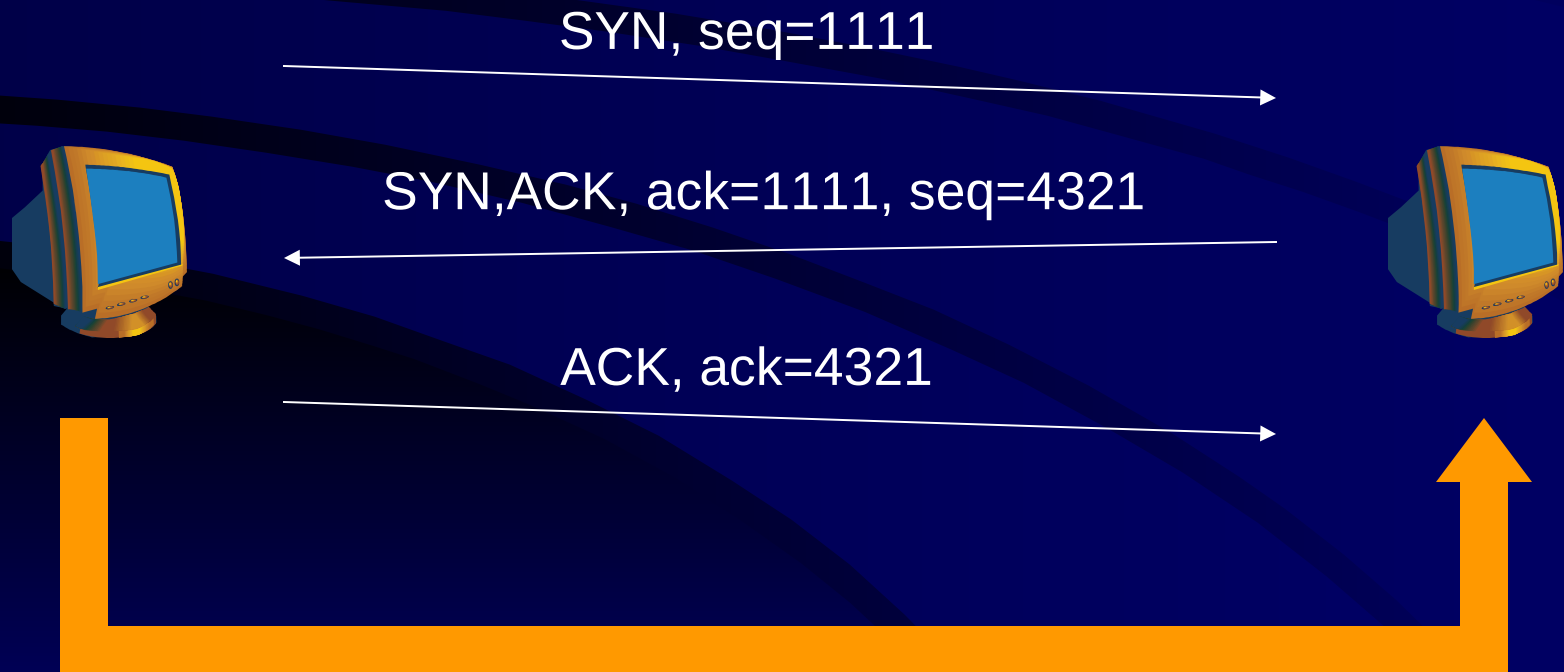 SYN, seq=1111
SYN,ACK, ack=1111, seq=4321
ACK, ack=4321